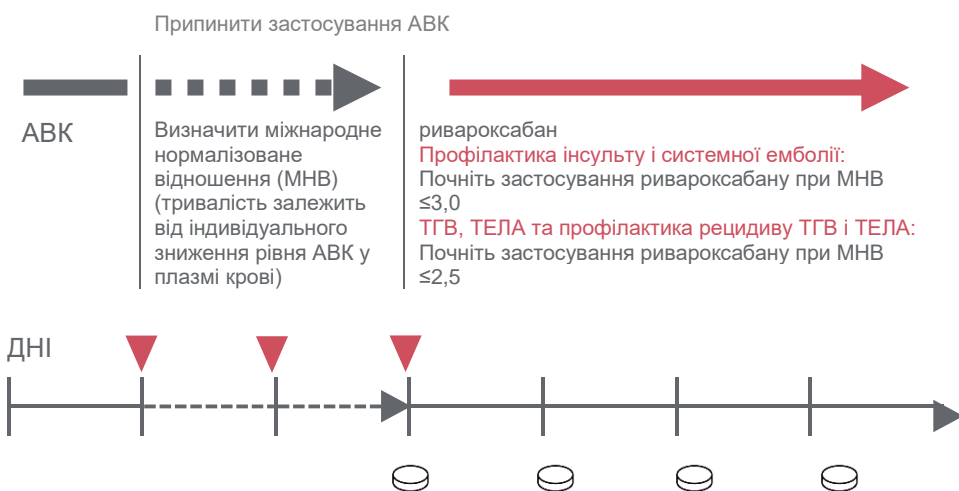 Припинити застосування АВК
АВК
Визначити міжнародне
нормалізоване
відношення (МНВ)
(тривалість залежить
від індивідуального
зниження рівня АВК у
плазмі крові)
ривароксабан
Профілактика інсульту і системної емболії:
Почніть застосування ривароксабану при МНВ
≤3,0
ТГВ, ТЕЛА та профілактика рецидиву ТГВ і ТЕЛА:
Почніть застосування ривароксабану при МНВ
≤2,5
ДНІ